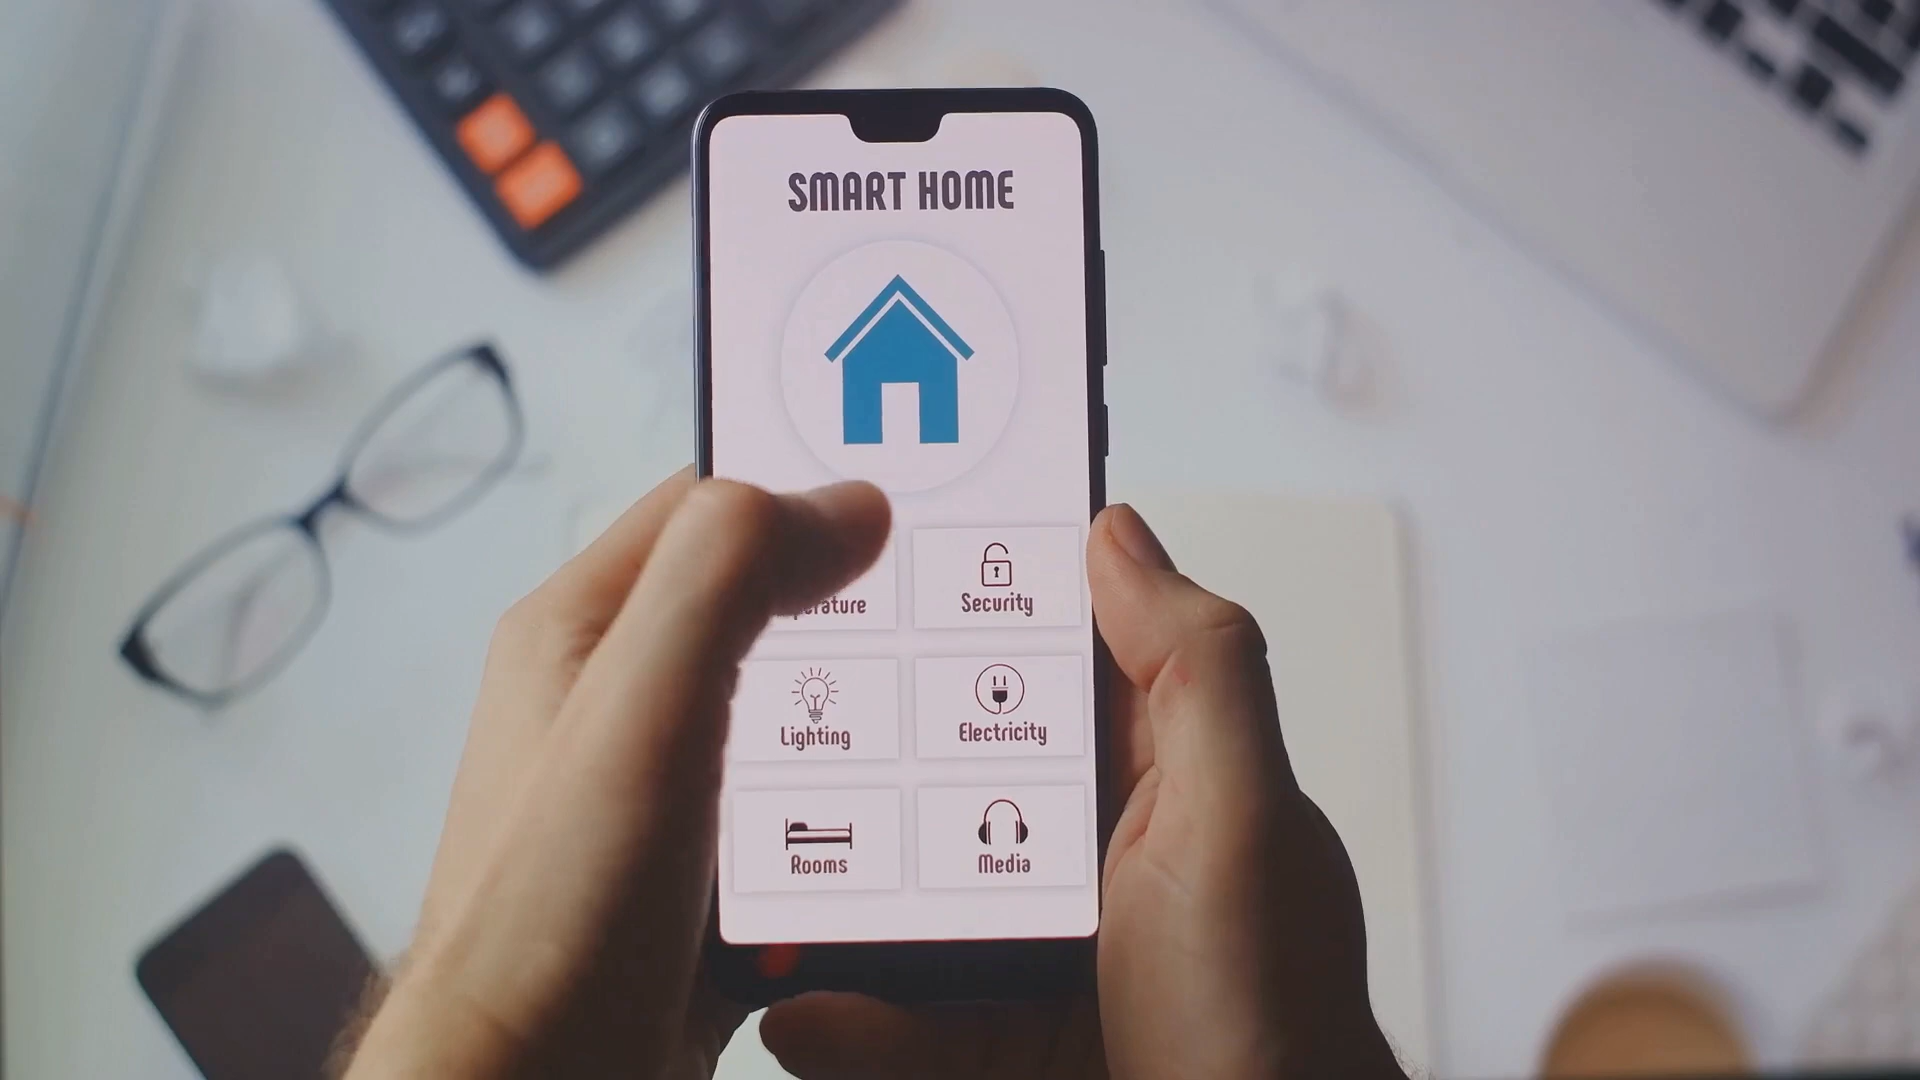 SMART HOME
Security
Lighting
Electricity
Rooms
Media